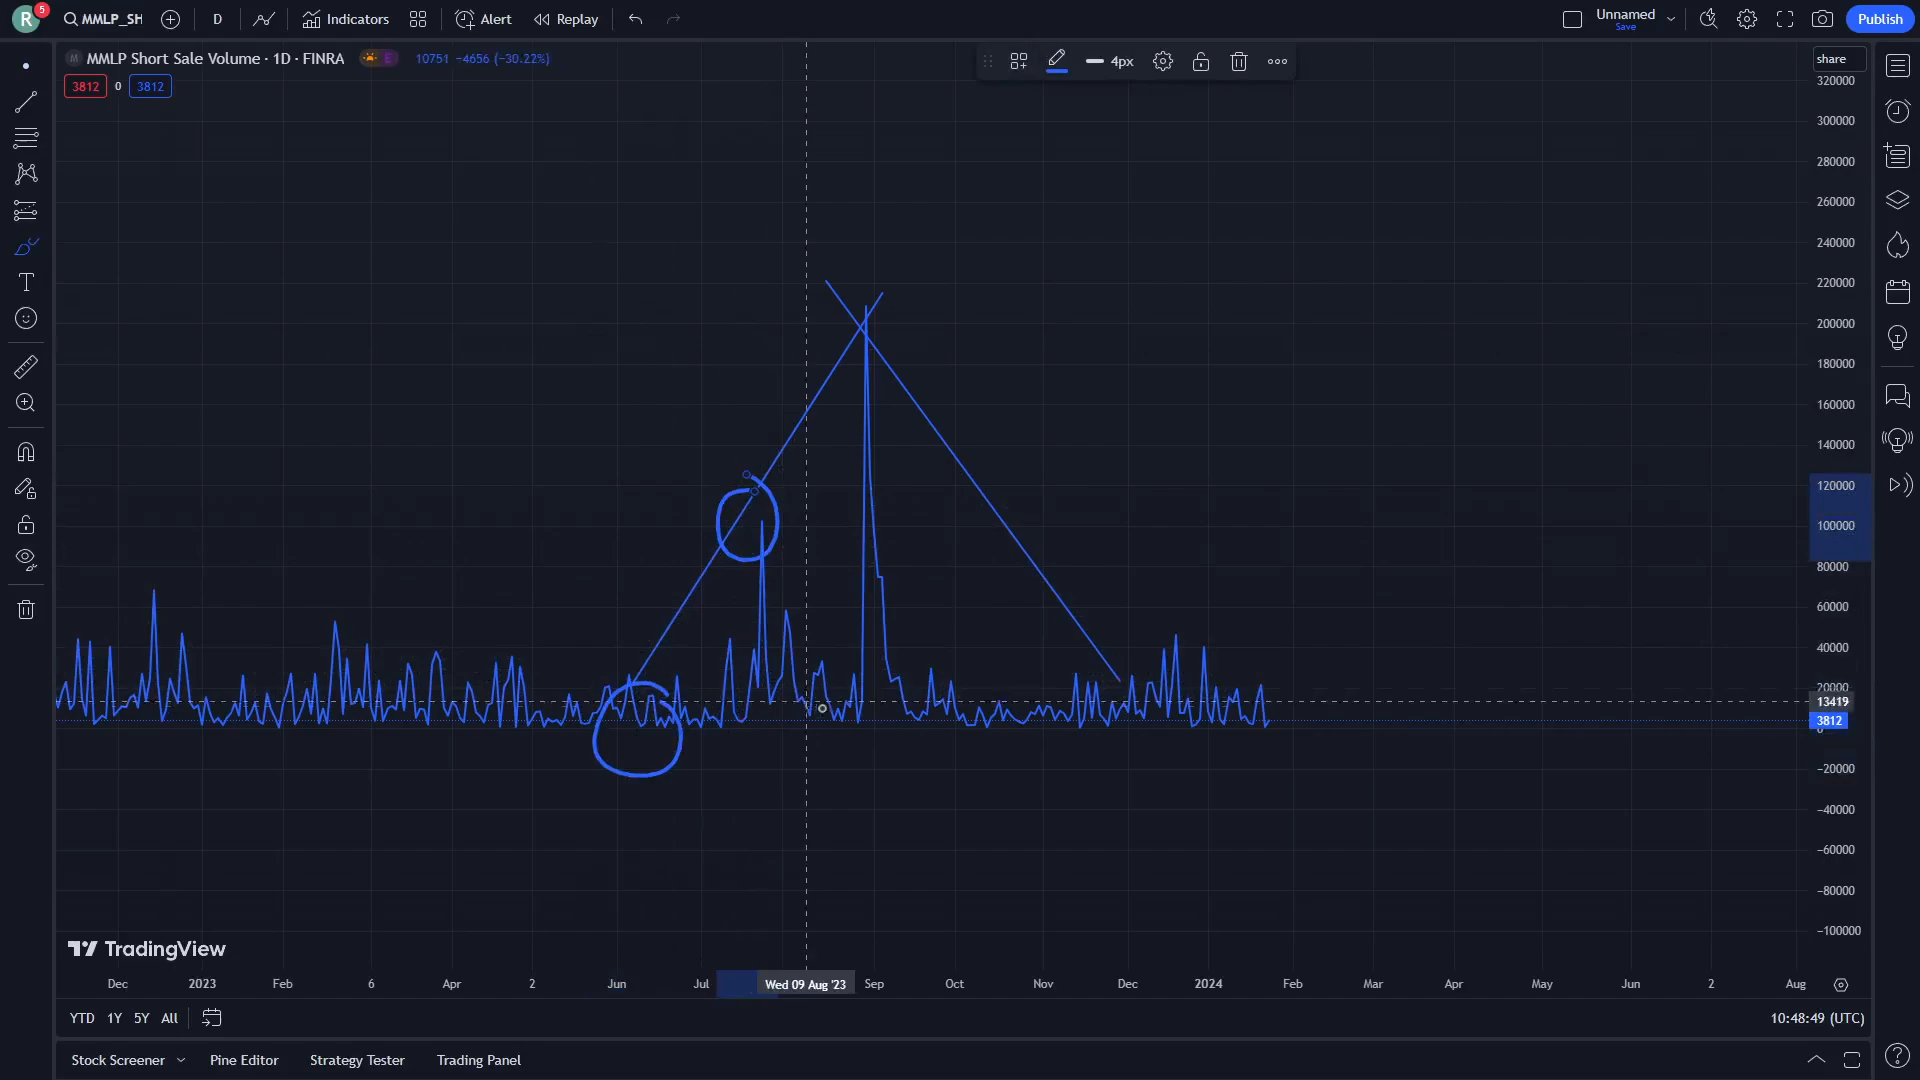 R 5 MMLP_SH D Indicators Alert Replay Unnamed Publish
Save
MMLP Short Sale Volume · 1D · FINRA M E 10751 −4656 (−30.22%)
3812 0 3812
4px
share
320000
300000
280000
260000
240000
220000
200000
180000
160000
140000
120000
100000
80000
60000
40000
20000
13419
3812
0
−20000
−40000
−60000
−80000
−100000
T
TradingView
Dec 2023 Feb 6 Apr 2 Jun Jul Wed 09 Aug '23 Sep Oct Nov Dec 2024 Feb Mar Apr May Jun 2 Aug
YTD 1Y 5Y All 10:48:49 (UTC)
Stock Screener Pine Editor Strategy Tester Trading Panel